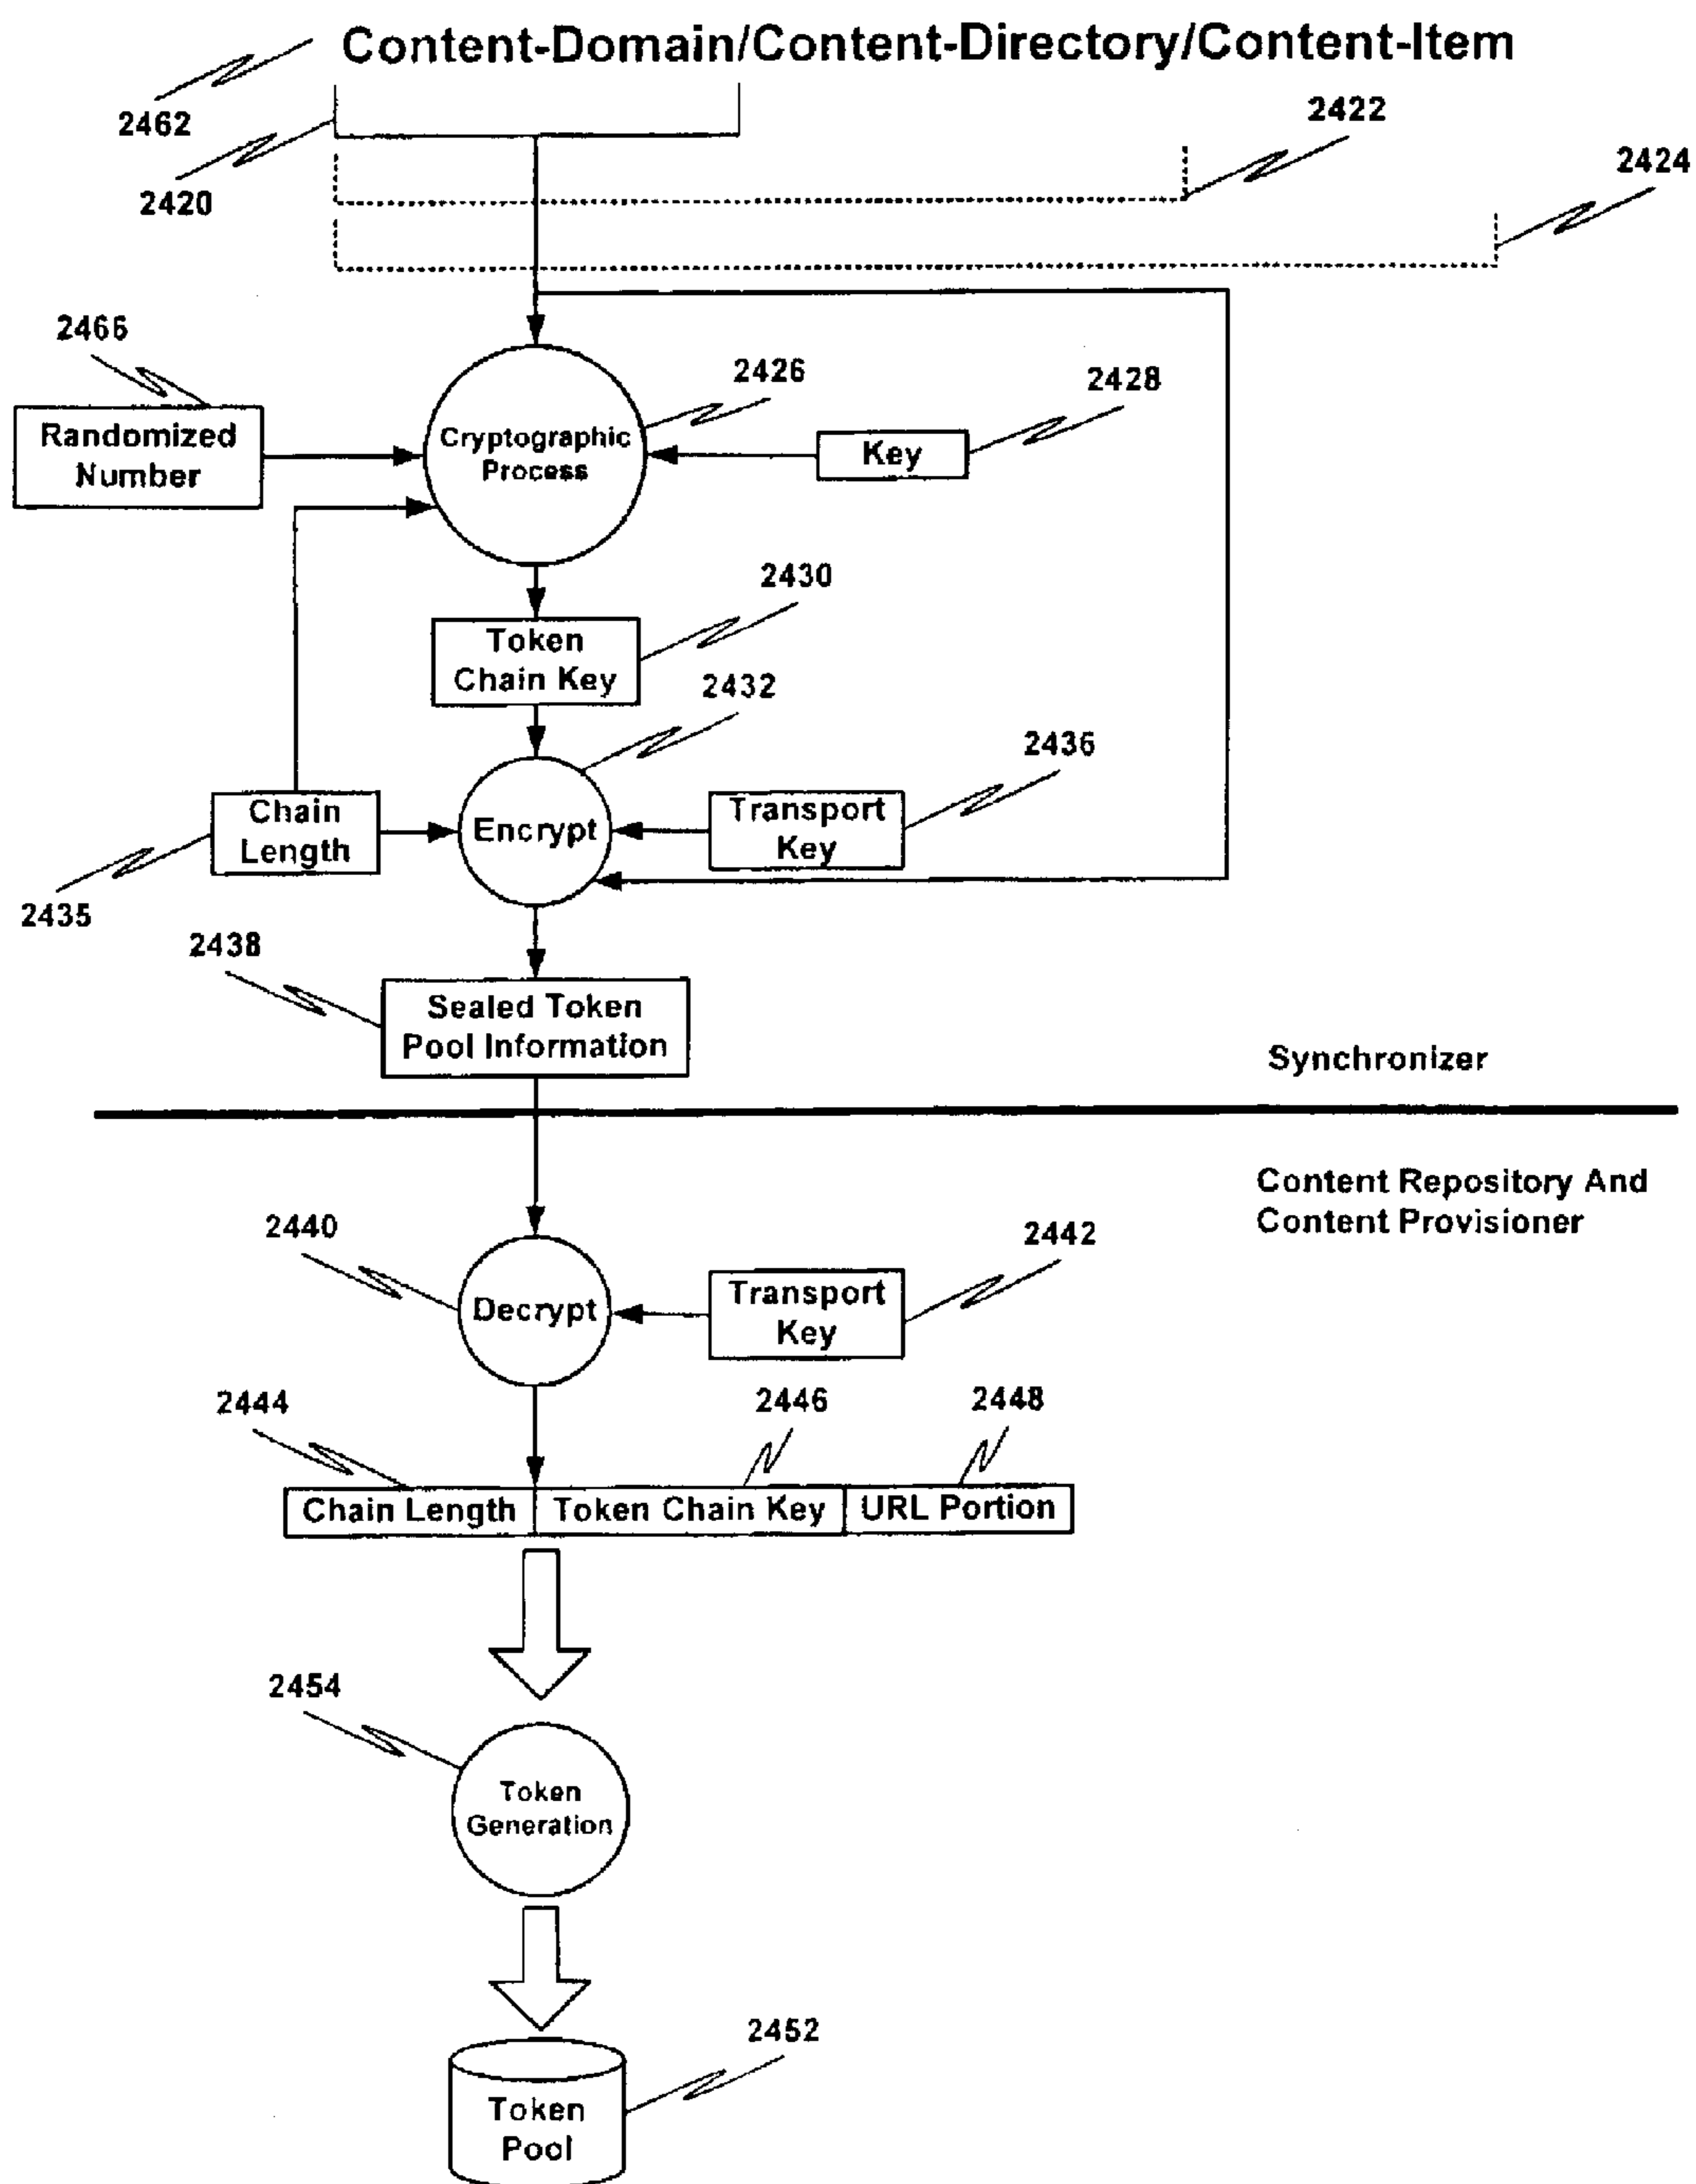 Content-Domain/Content-Directory/Content-Item
2462
2420
2422
2424
2466
Randomized
Number
Cryptographic
Process
2426
Key
2428
Token
Chain Key
2430
2432
Chain
Length
2435
Encrypt
Transport
Key
2436
2438
Sealed Token
Pool Information
Synchronizer
Content Repository And
Content Provisioner
2440
Decrypt
Transport
Key
2442
2444
2446
2448
Chain Length
Token Chain Key
URL Portion
2454
Token
Generation
2452
Token
Pool